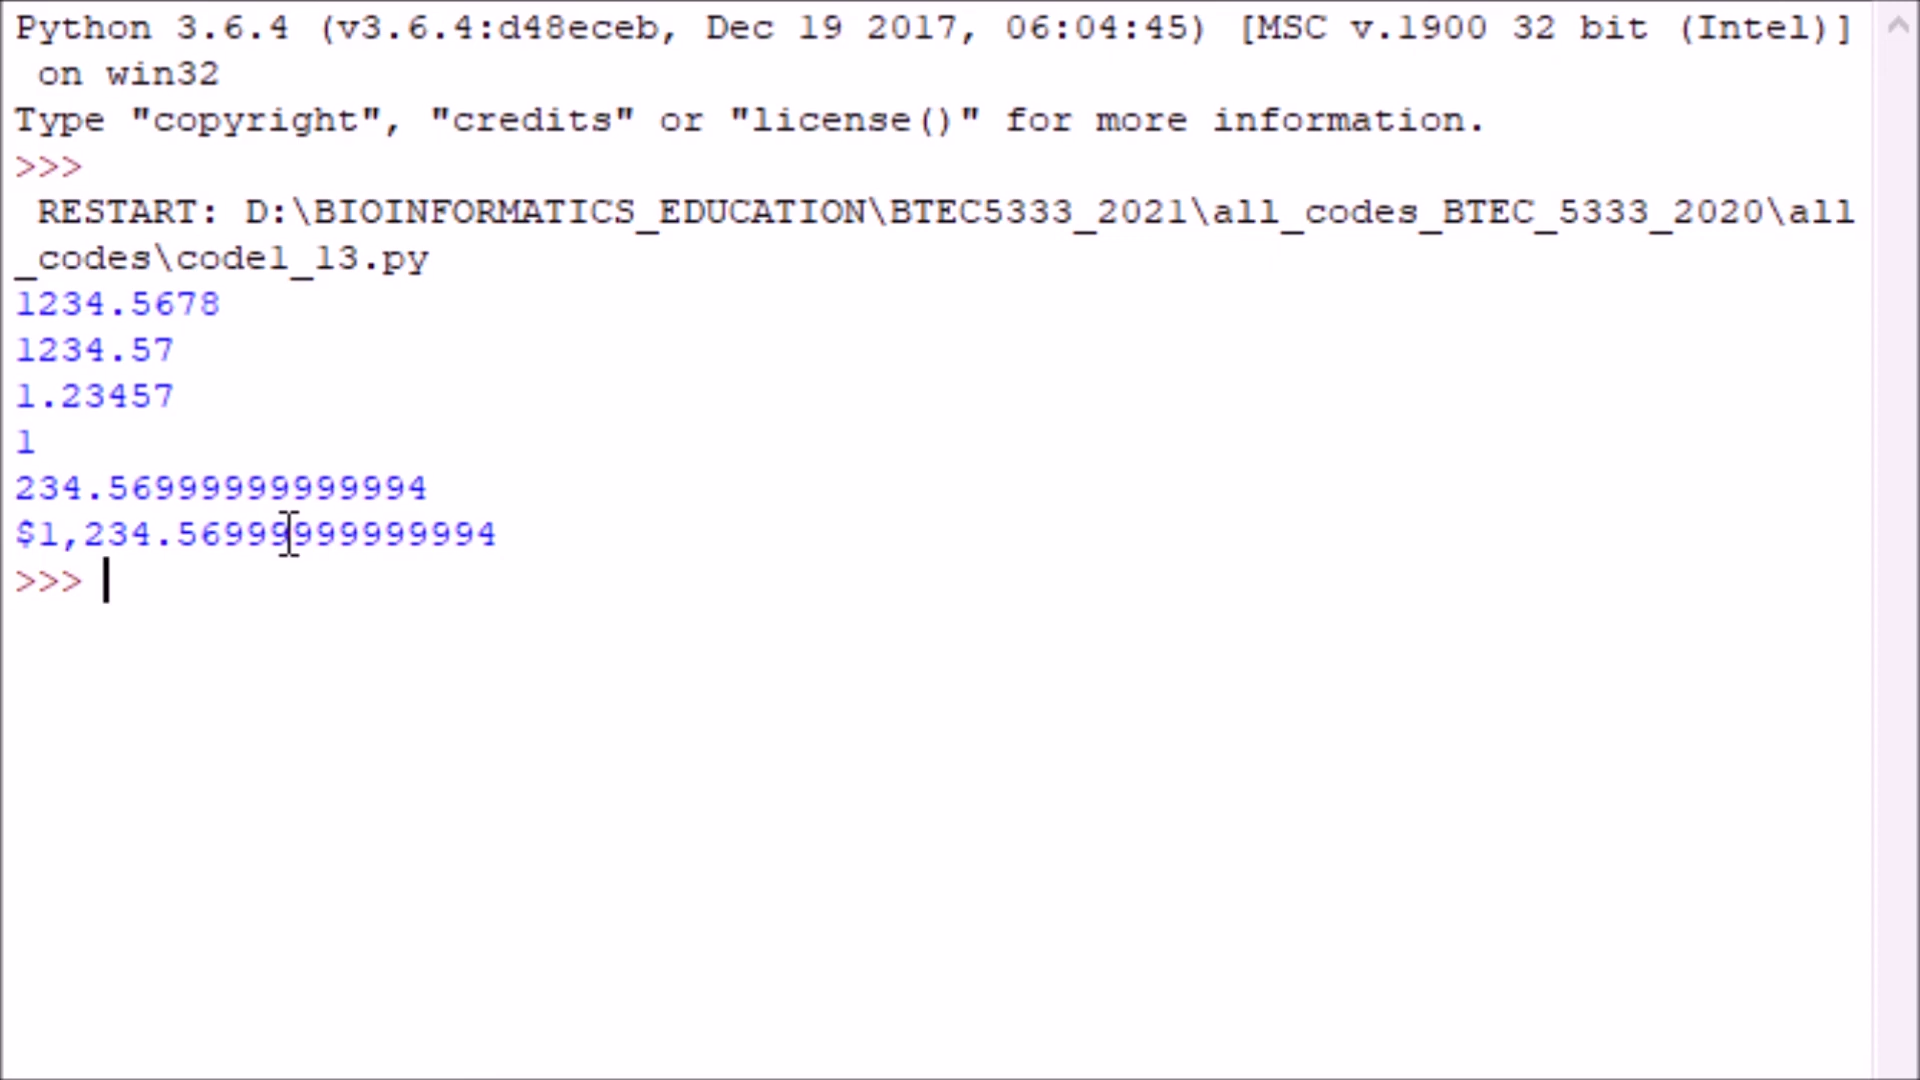 Python 3.6.4 (v3.6.4:d48eceb, Dec 19 2017, 06:04:45) [MSC v.1900 32 bit (Intel)]
on win32
Type "copyright", "credits" or "license()" for more information.
>>>
RESTART: D:\BIOINFORMATICS_EDUCATION\BTEC5333_2021\all_codes_BTEC_5333_2020\all
_codes\code1_13.py
1234.5678
1234.57
1.23457
1
234.56999999999994
$1,234.56999999999994
>>>